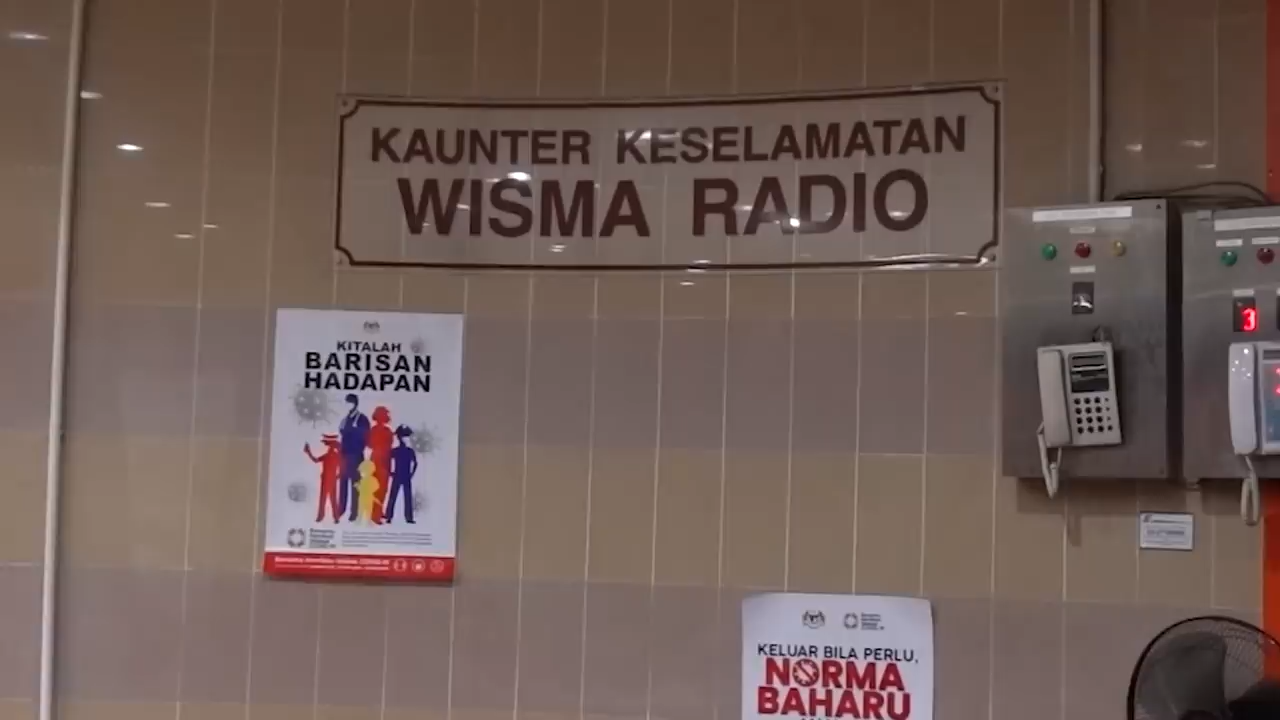 KAUNTER KESELAMATAN
WISMA RADIO
KITALAH
BARISAN
HADAPAN
KELUAR BILA PERLU,
NORMA
BAHARU
3